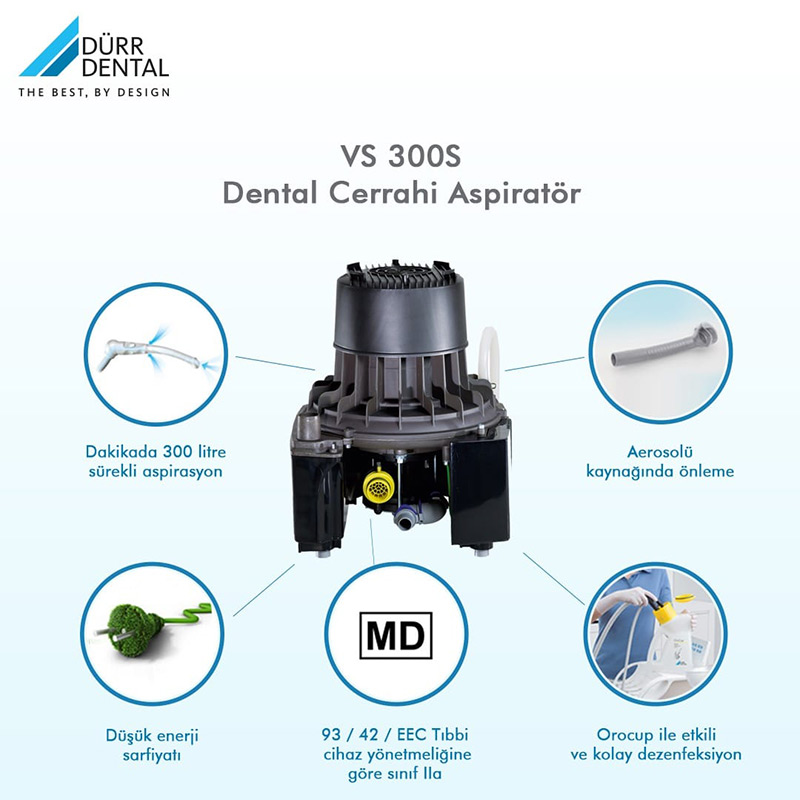 DÜRR
DENTAL
THE BEST, BY DESIGN
VS 300S
Dental Cerrahi Aspiratör
Dakikada 300 litre
sürekli aspirasyon
Aerosolü
kaynağında önleme
MD
Düşük enerji
sarfiyatı
93 / 42 / EEC Tıbbi
cihaz yönetmeliğine
göre sınıf IIa
Orocup ile etkili
ve kolay dezenfeksiyon